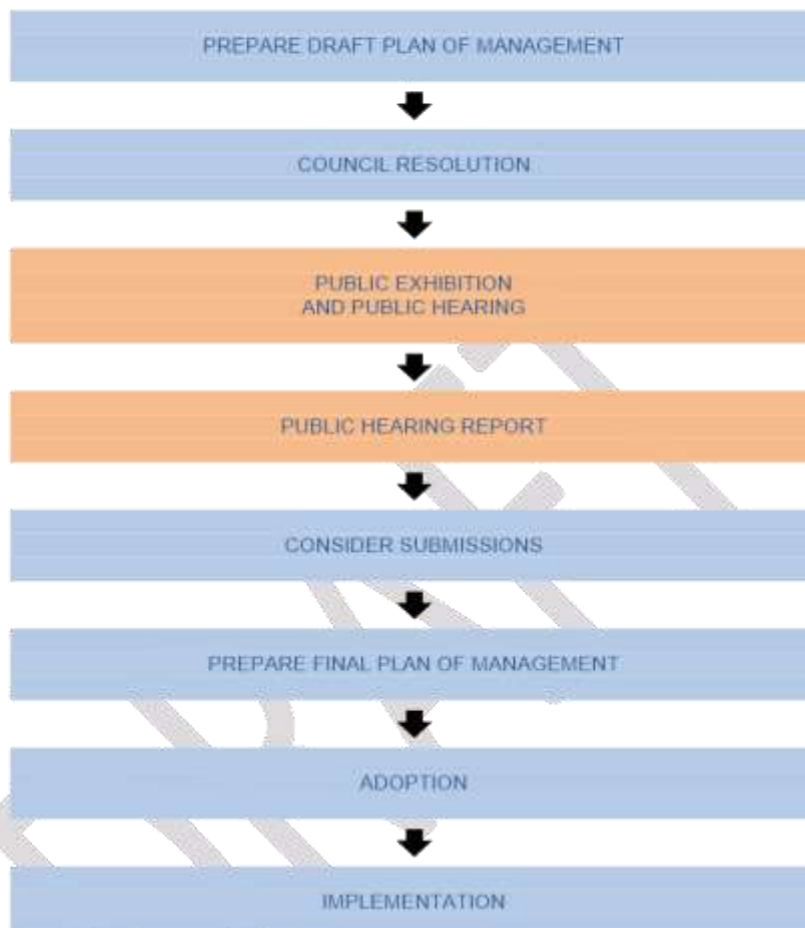 PREPARE DRAFT PLAN OF MANAGEMENT
COUNCIL RESOLUTION
PUBLIC EXHIBITION
AND PUBLIC HEARING
PUBLIC HEARING REPORT
CONSIDER SUBMISSIONS
PREPARE FINAL PLAN OF MANAGEMENT
ADOPTION
IMPLEMENTATION